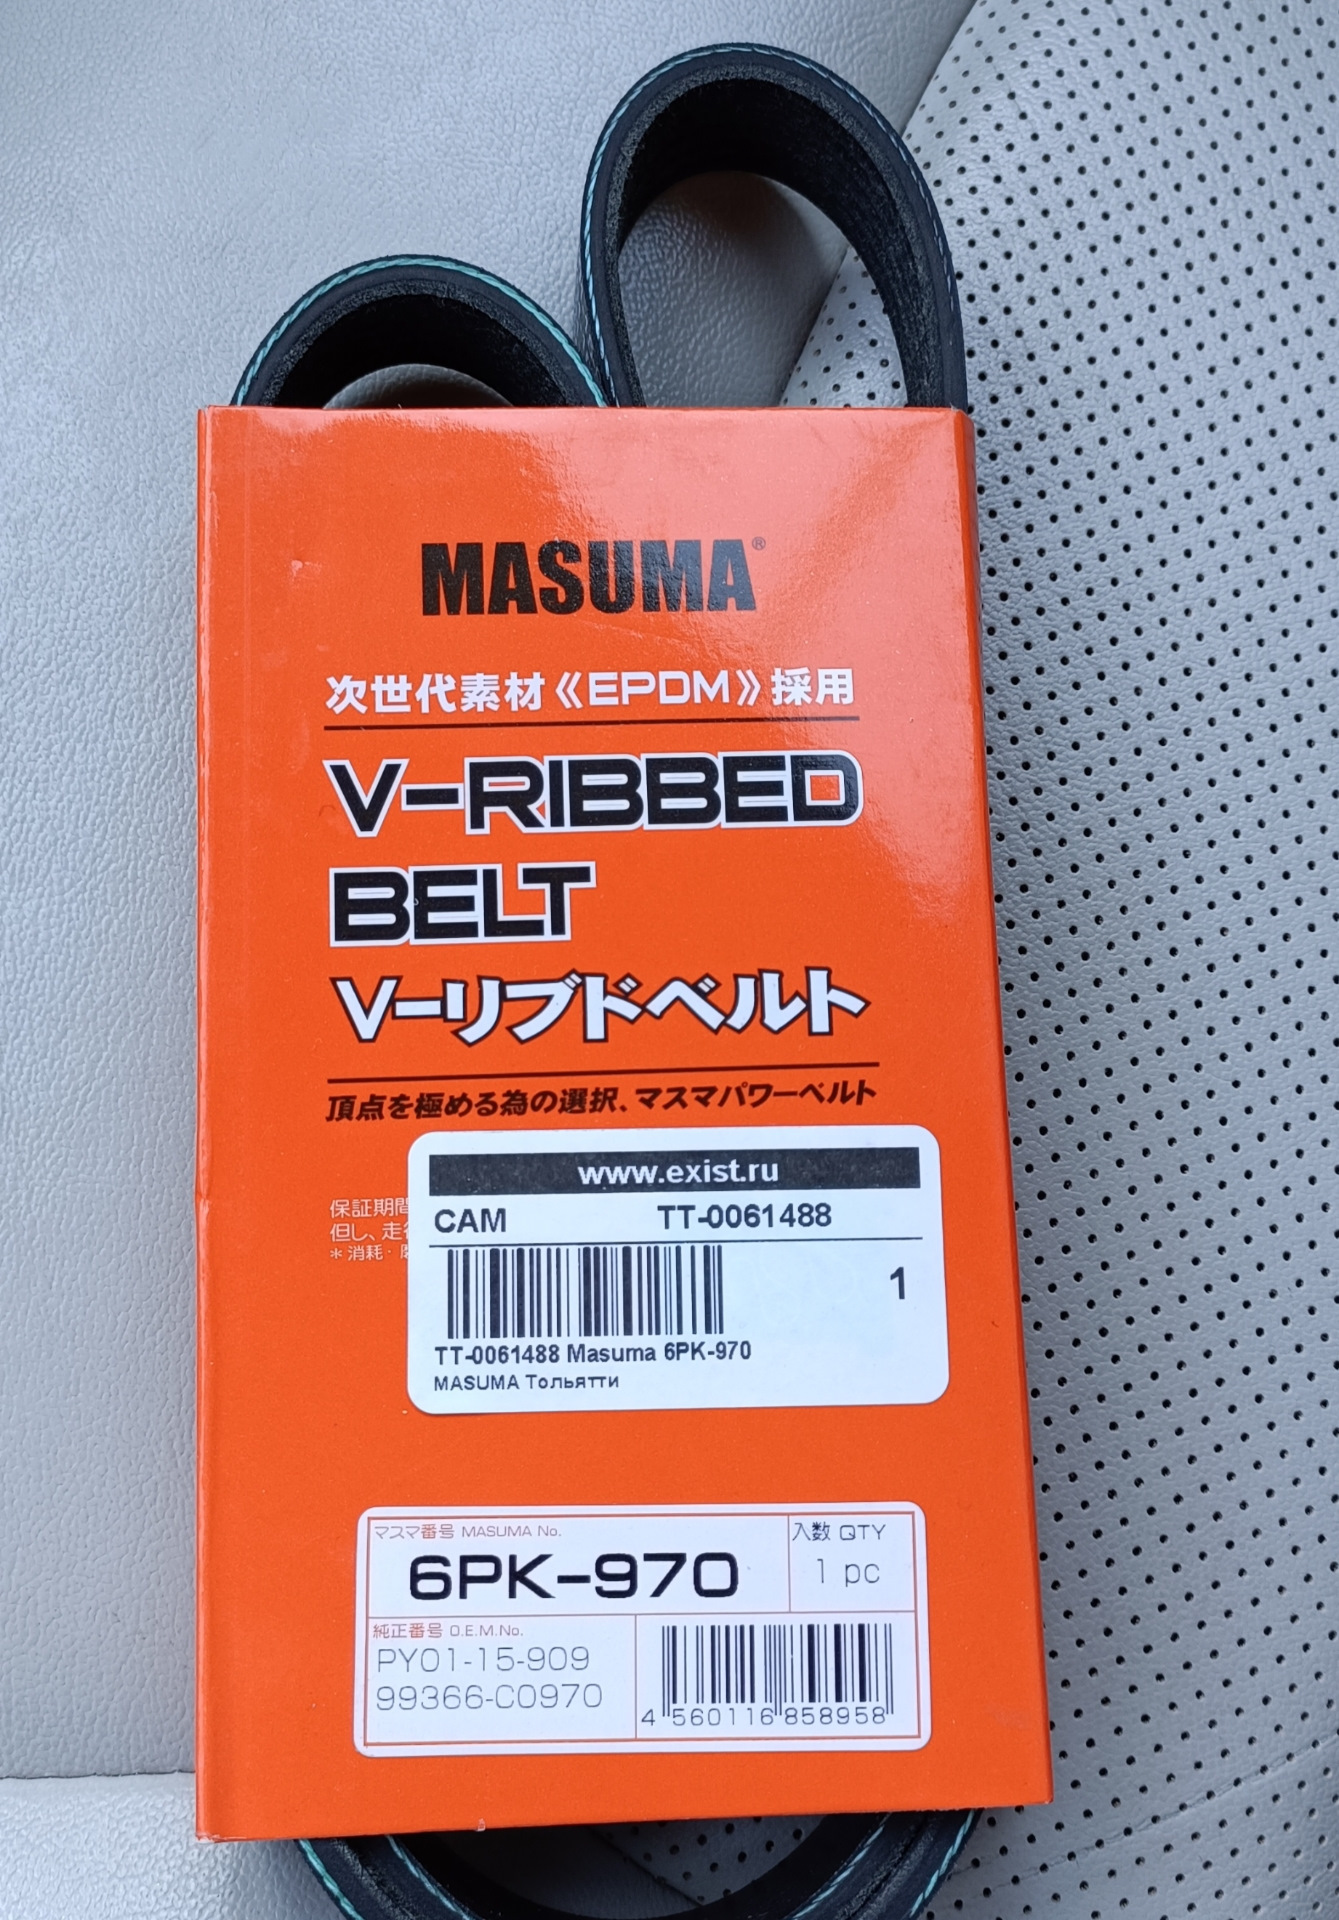 MASUMA®
次世代素材《EPDM》採用
V-RIBBED
BELT
V-リブドベルト
頂点を極める為の選択、マスマパワーベルト
保証期間
但し、走行
＊消耗・
www.exist.ru
САМ TT-0061488
1
TT-0061488 Masuma 6PK-970
MASUMA Тольятти
マスマ番号 MASUMA No.
6PK-970
入数 QTY
1 pc
純正番号 O.E.M.No.
PY01-15-909
99366-C0970
4 560116 858958